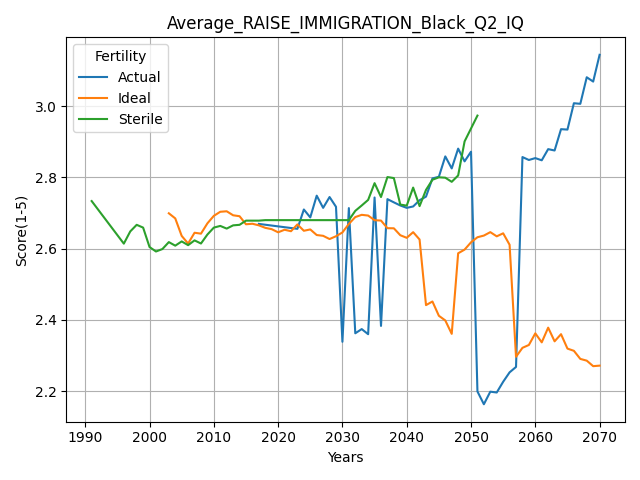 Average_RAISE_IMMIGRATION_Black_Q2_IQ
Fertility
Actual
Ideal
Sterile
Score(1-5)
3.0
2.8
2.6
2.4
2.2
1990 2000 2010 2020 2030 2040 2050 2060 2070
Years